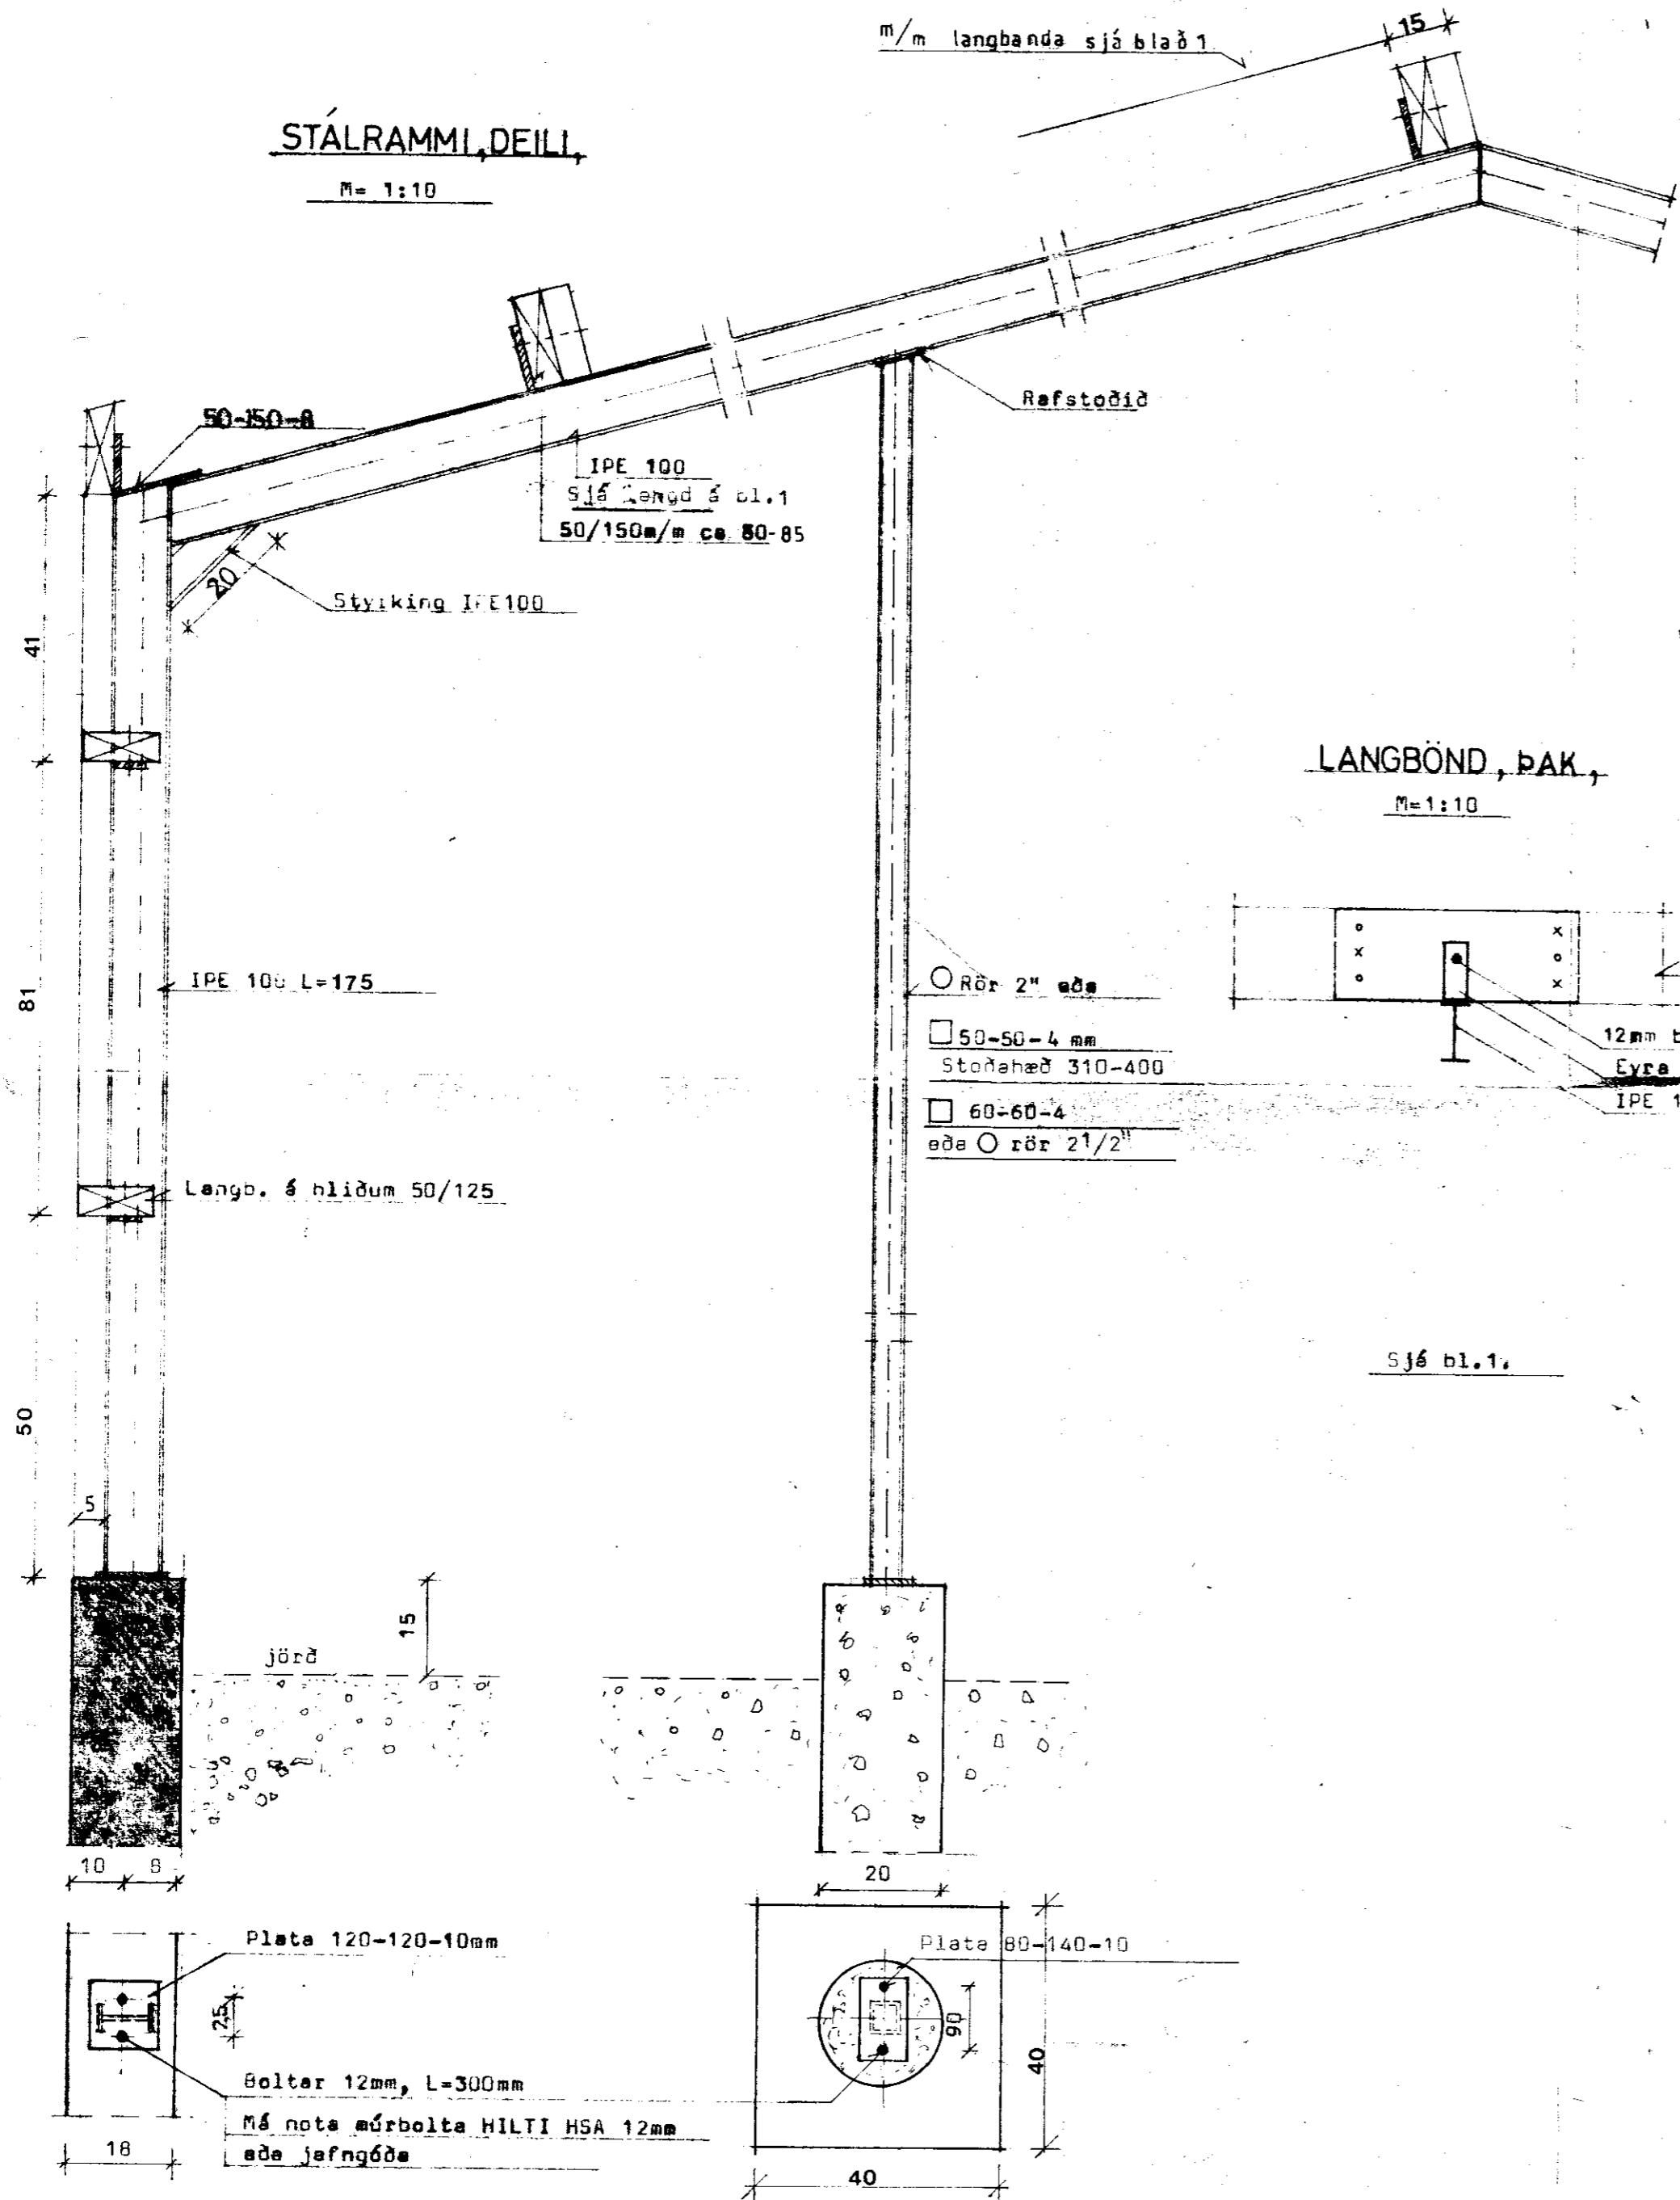 m/m langbanda sjá blað 1
15
STÁLRAMMI, DEILI,
M= 1:10
50-150-8
Rafstoðið
IPE 100
Sjá lengd á bl.1
50/150m/m ca 80-85
20
Styrking IPE100
41
LANGBÖND, ÞAK,
M=1:10
IPE 100 L=175
81
Rör 2" eða
50-50-4 mm
Stoðahæð 310-400
60-60-4
eða rör 2 1/2"
12mm
Eyra
IPE 1
Langb. á hliðum 50/125
Sjá bl.1.
50
5
15
jörð
10 8
20
Plata 120-120-10mm
Plata 80-140-10
25
90
40
Boltar 12mm, L=300mm
Má nota múrbolta HILTI HSA 12mm
eða jafngóða
18
40